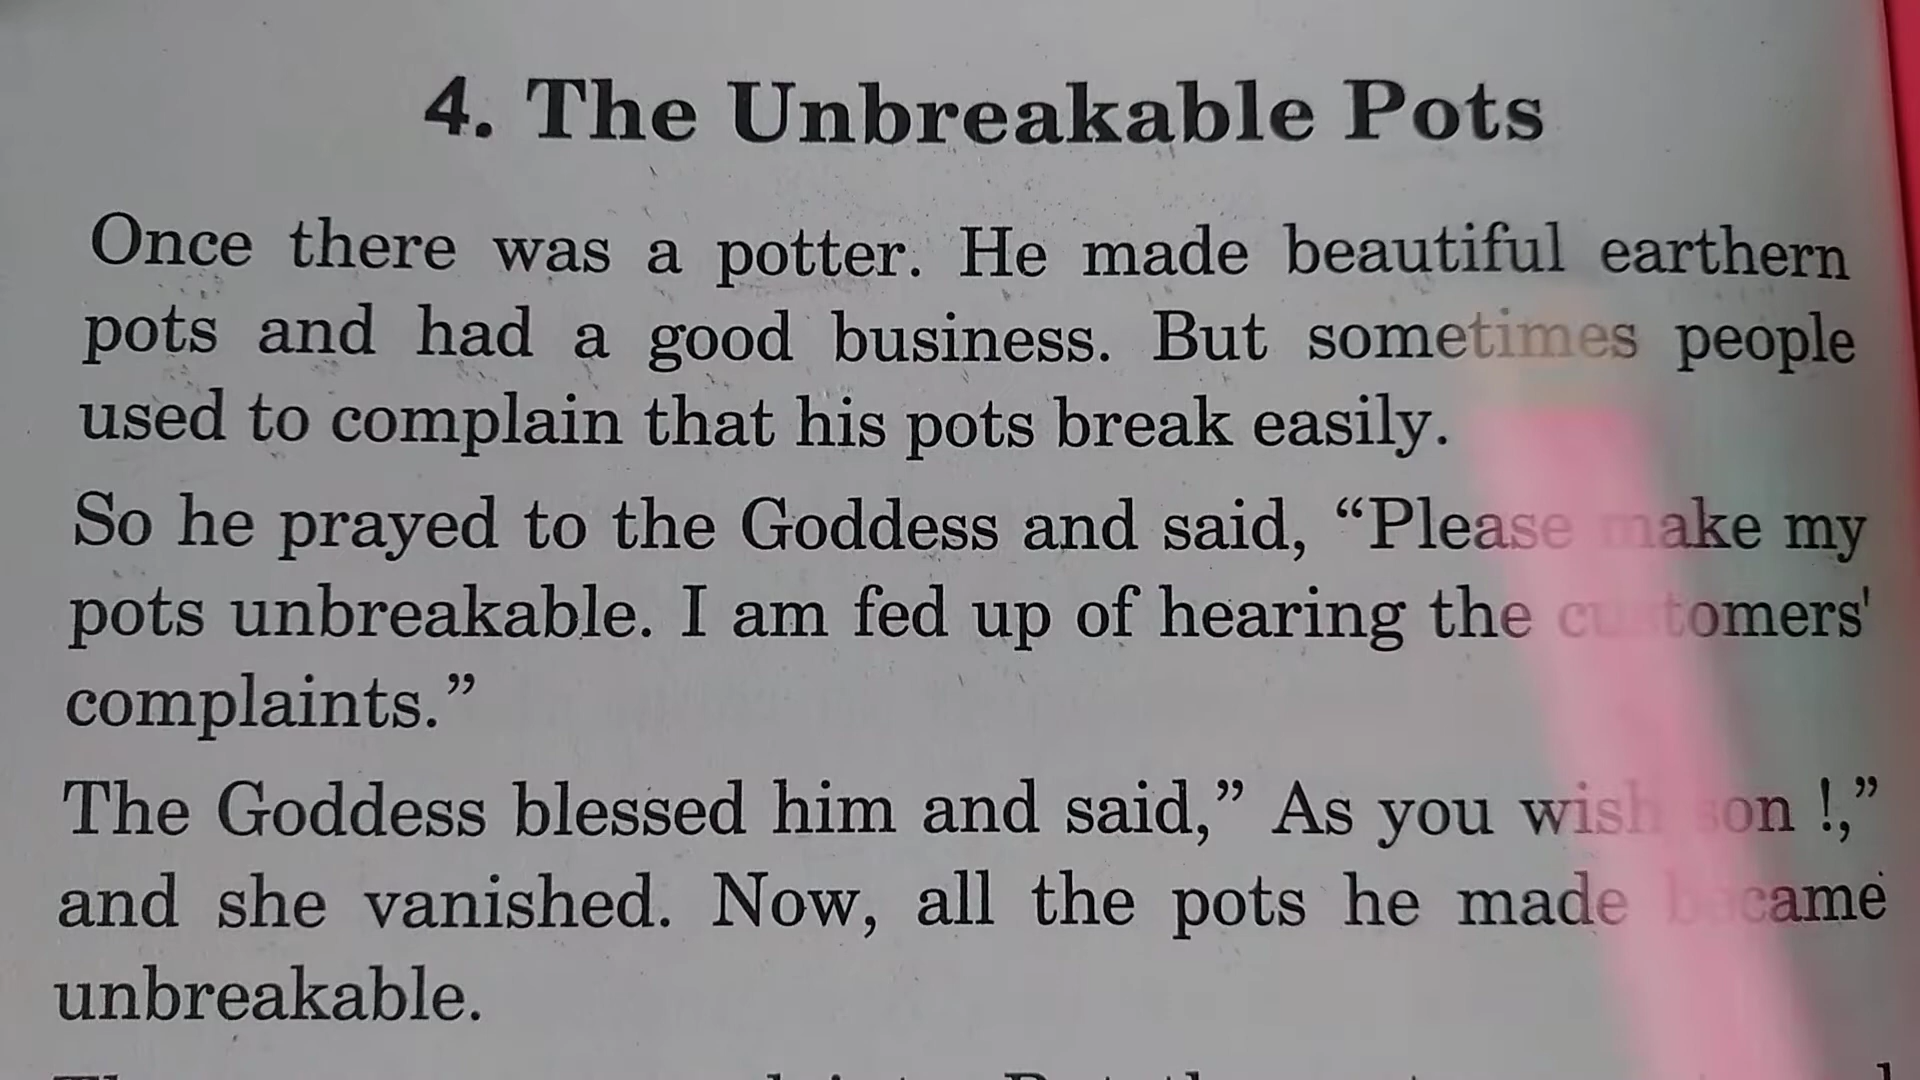 4. The Unbreakable Pots
Once there was a potter. He made beautiful earthern
pots and had a good business. But sometimes people
used to complain that his pots break easily.
So he prayed to the Goddess and said, “Please make my
pots unbreakable. I am fed up of hearing the customers'
complaints.”
The Goddess blessed him and said,” As you wish son !,”
and she vanished. Now, all the pots he made became
unbreakable.